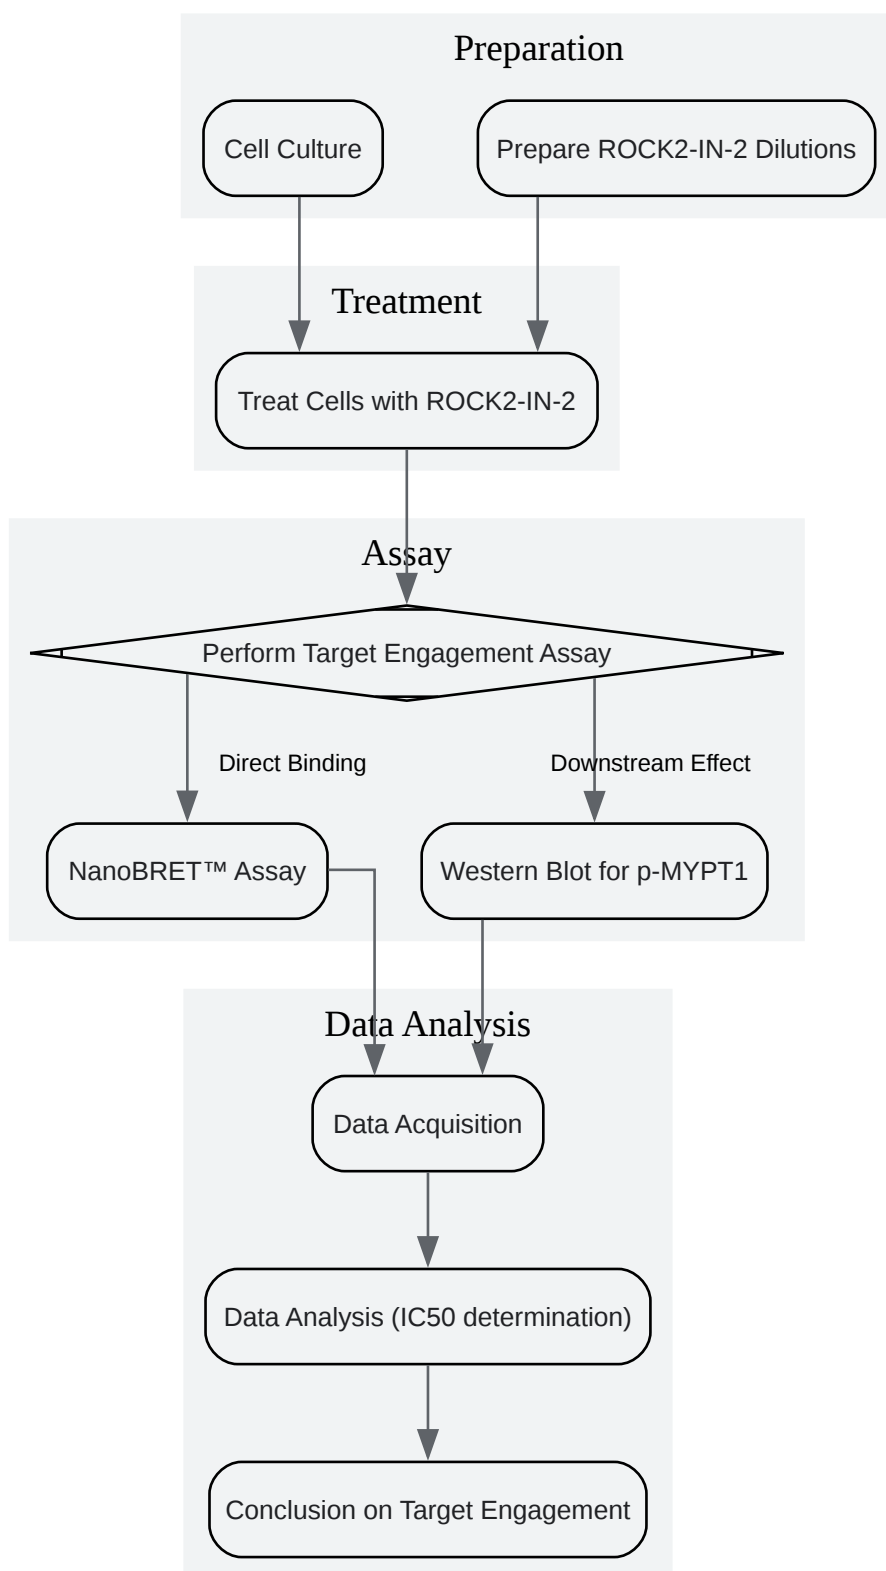 Preparation
Cell Culture
Prepare ROCK2-IN-2 Dilutions
Treatment
Treat Cells with ROCK2-IN-2
Assay
Perform Target Engagement Assay
Direct Binding
Downstream Effect
NanoBRET™ Assay
Western Blot for p-MYPT1
Data Analysis
Data Acquisition
Data Analysis (IC50 determination)
Conclusion on Target Engagement